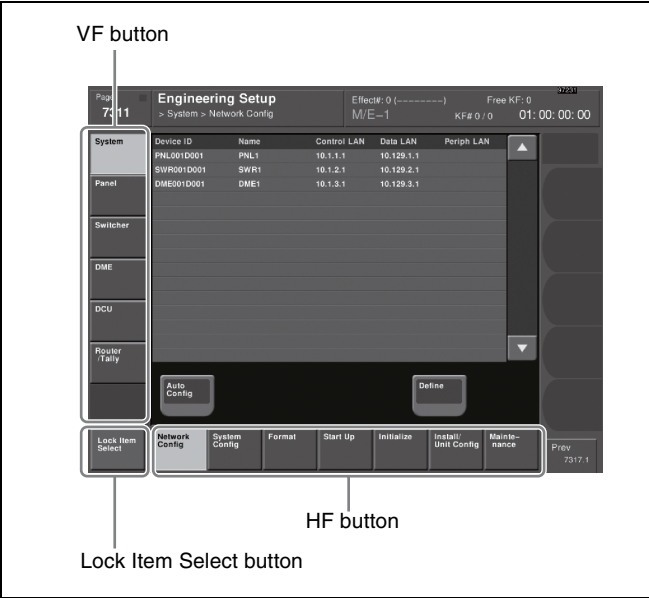 VF button
Page
7311
Engineering Setup
> System > Network Config
Effect#: 0 (––––––––)
Free KF: 0
M/E–1
KF# 0 / 0
01: 00: 00: 00
System
Panel
Switcher
DME
DCU
Router
/Tally
Device ID Name Control LAN Data LAN Periph LAN
PNL001D001 PNL1 10.1.1.1 10.129.1.1
SWR001D001 SWR1 10.1.2.1 10.129.2.1
DME001D001 DME1 10.1.3.1 10.129.3.1
Auto
Config
Define
Lock Item
Select
Network
Config
System
Config
Format
Start Up
Initialize
Install/
Unit Config
Mainte–
nance
Prev
7317.1
HF button
Lock Item Select button